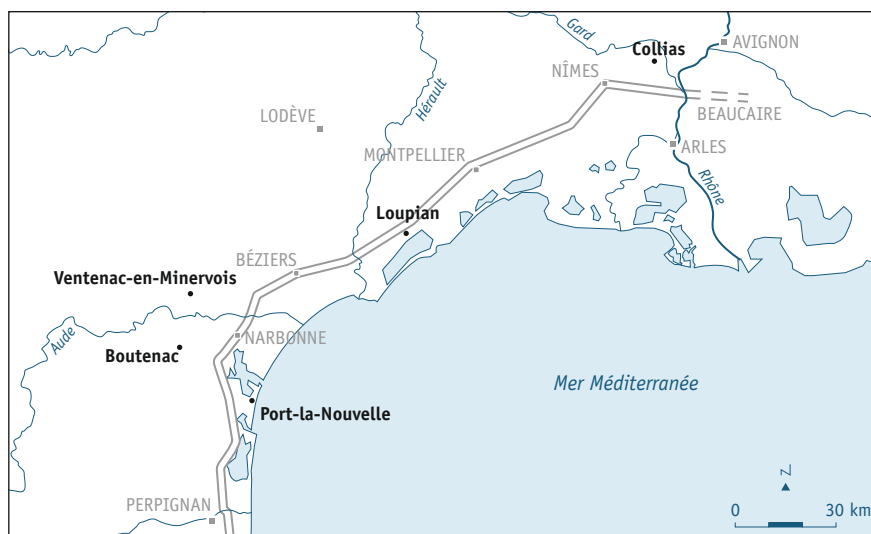 Gard
Collias
AVIGNON
NÎMES
BEAUCAIRE
LODÈVE
Hérault
MONTPELLIER
ARLES
Rhône
Loupian
BÉZIERS
Ventenac-en-Minervois
Aude
NARBONNE
Boutenac
Mer Méditerranée
Port-la-Nouvelle
N
PERPIGNAN
0 30 km